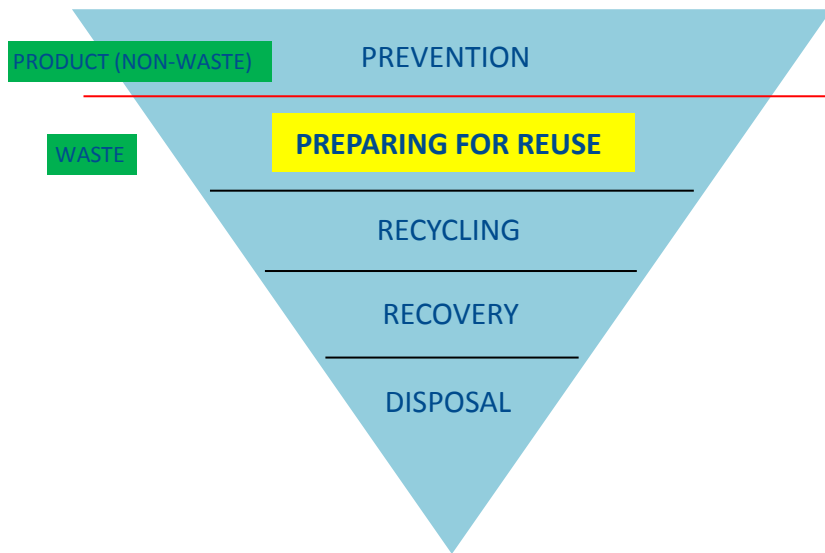 PREVENTION
PRODUCT (NON-WASTE)
PREPARING FOR REUSE
WASTE
RECYCLING
RECOVERY
DISPOSAL